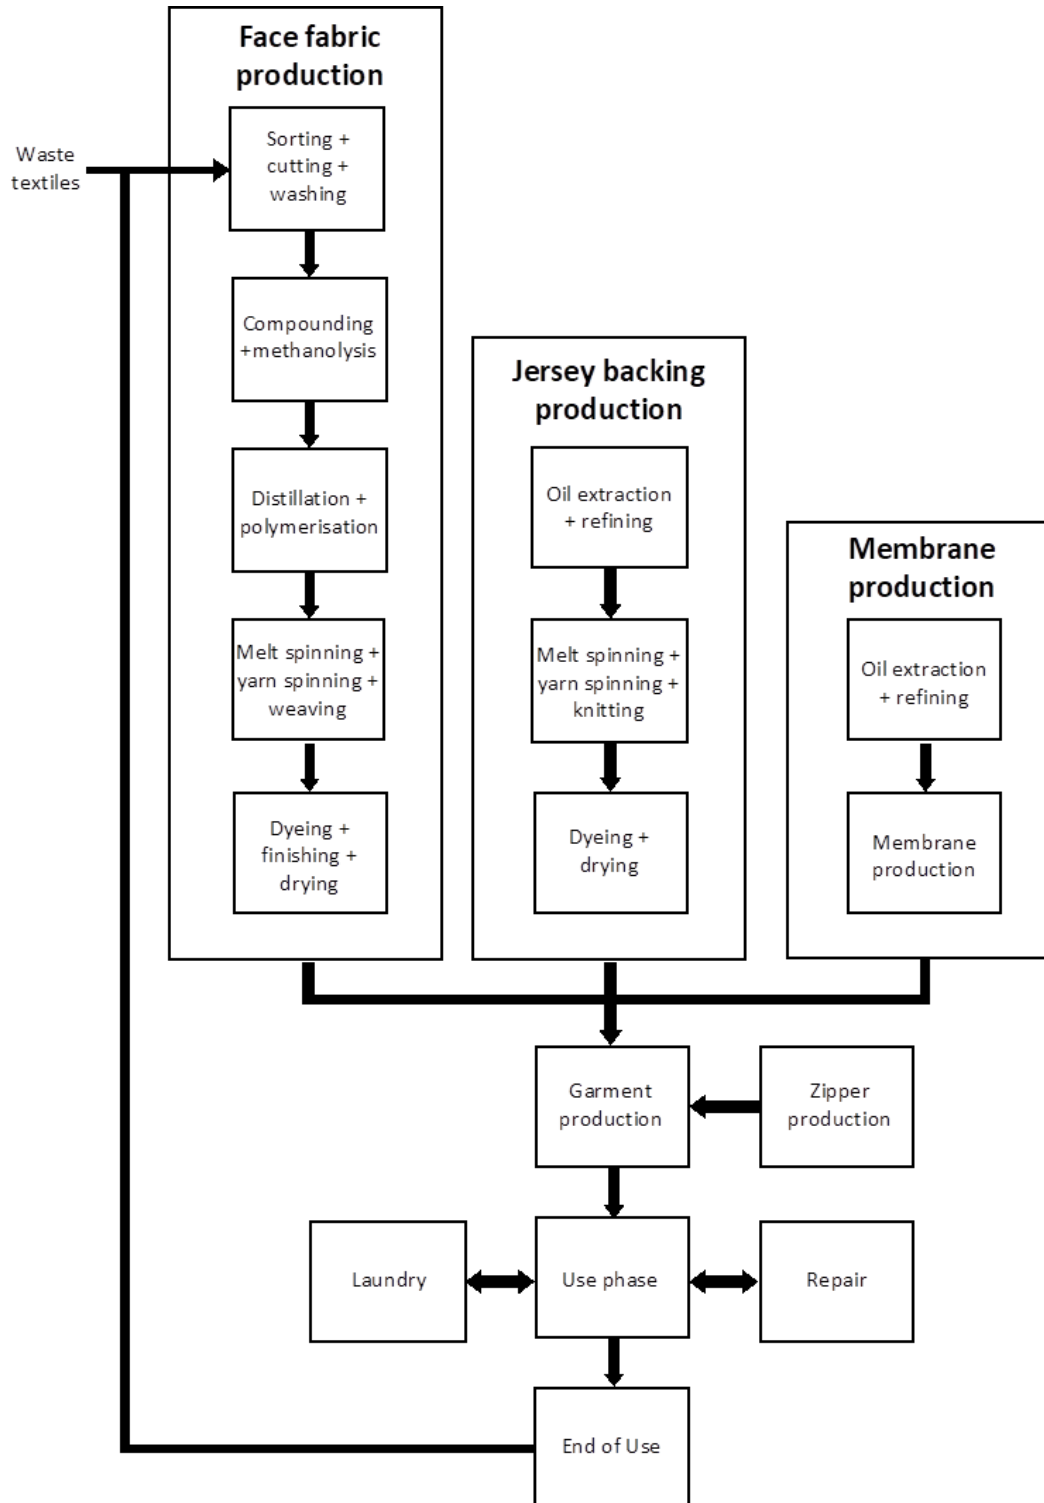 Face fabric
production
Sorting +
cutting +
washing
Waste
textiles
Compounding
+methanolysis
Distillation +
polymerisation
Melt spinning +
yarn spinning +
weaving
Dyeing +
finishing +
drying
Jersey backing
production
Oil extraction
+ refining
Melt spinning +
yarn spinning +
knitting
Dyeing +
drying
Membrane
production
Oil extraction
+ refining
Membrane
production
Garment
production
Zipper
production
Laundry
Use phase
Repair
End of Use